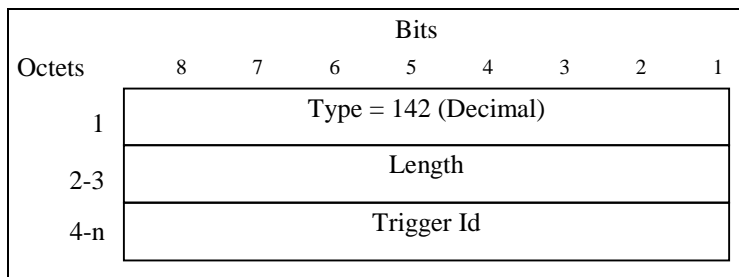 Bits
Octets 8 7 6 5 4 3 2 1
1 Type = 142 (Decimal)
2-3 Length
4-n Trigger Id